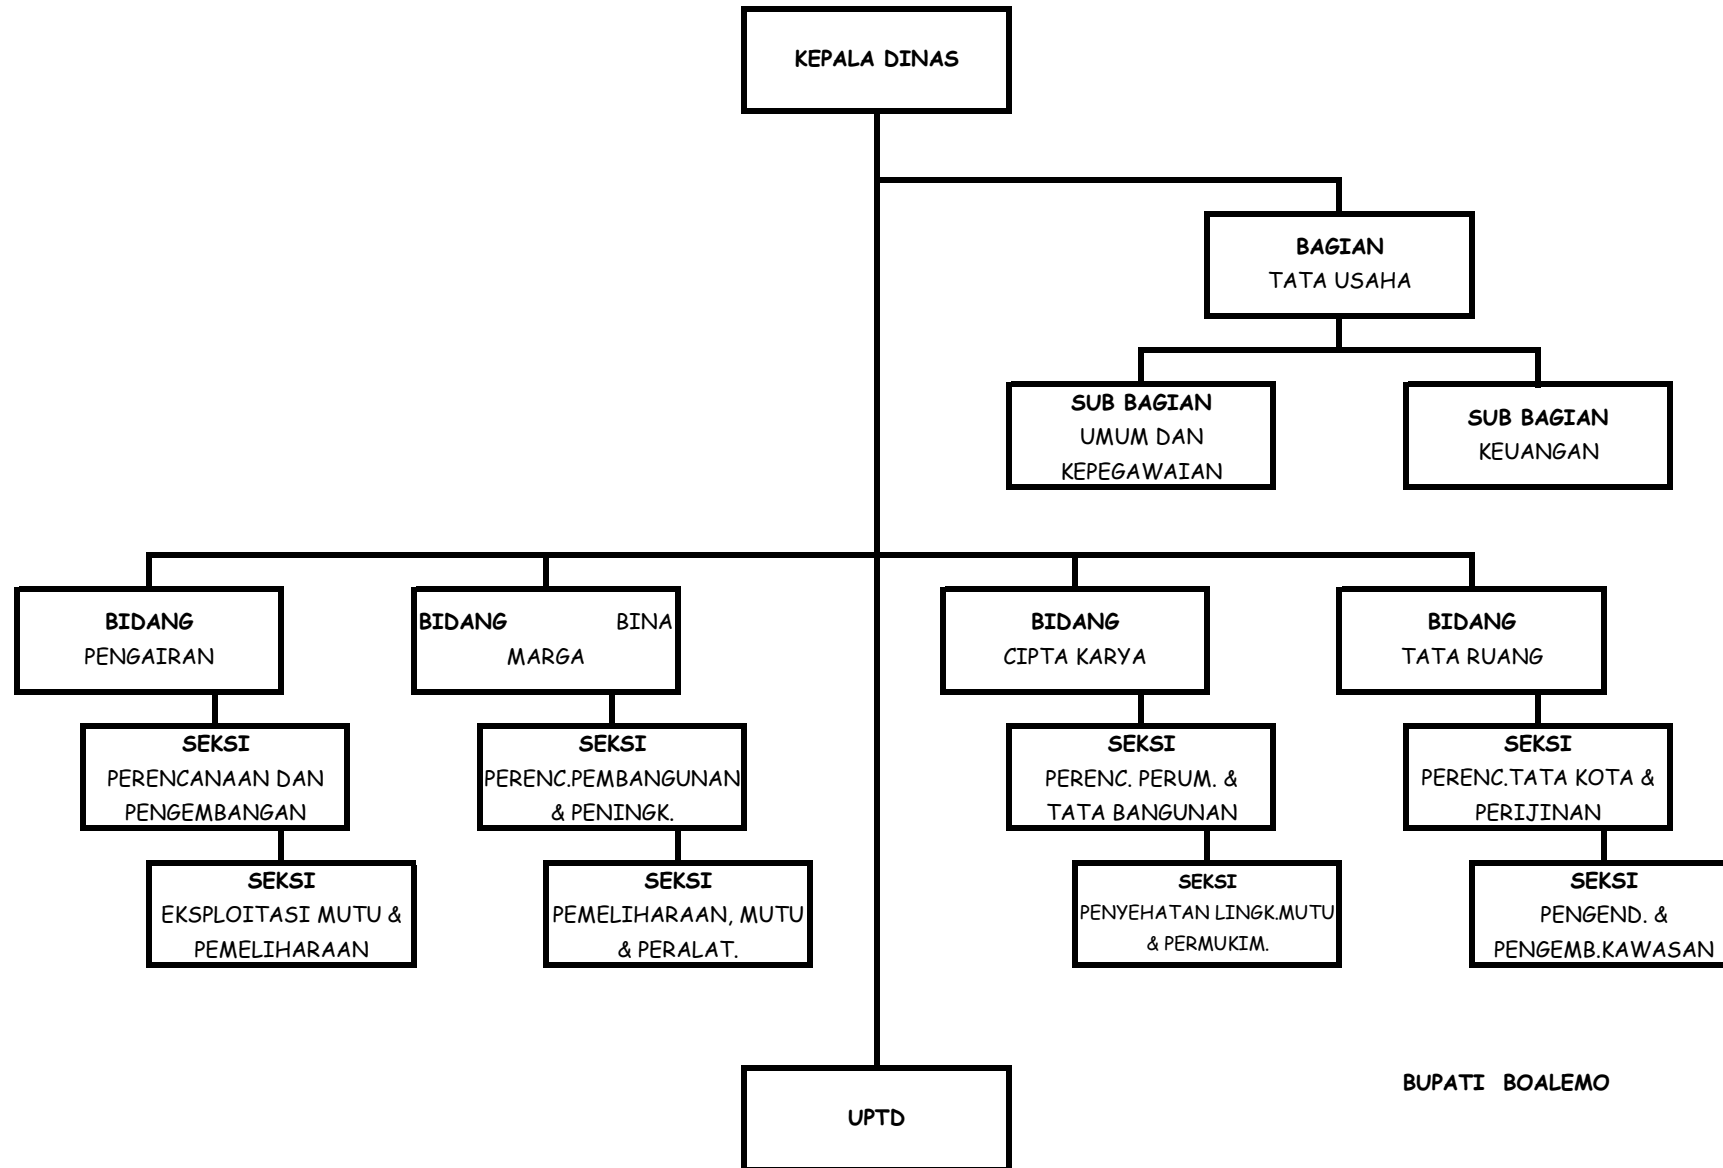 KEPALA DINAS
BAGIAN
TATA USAHA
SUB BAGIAN
UMUM DAN
KEPEGAWAIAN
SUB BAGIAN
KEUANGAN
BIDANG
PENGAIRAN
BIDANG BINA
MARGA
BIDANG
CIPTA KARYA
BIDANG
TATA RUANG
SEKSI
PERENCANAAN DAN
PENGEMBANGAN
SEKSI
PERENC.PEMBANGUNAN
& PENINGK.
SEKSI
PERENC. PERUM. &
TATA BANGUNAN
SEKSI
PERENC.TATA KOTA &
PERIJINAN
SEKSI
EKSPLOITASI MUTU &
PEMELIHARAAN
SEKSI
PEMELIHARAAN, MUTU
& PERALAT.
SEKSI
PENYEHATAN LINGK.MUTU
& PERMUKIM.
SEKSI
PENGEND. &
PENGEMB.KAWASAN
UPTD
BUPATI BOALEMO